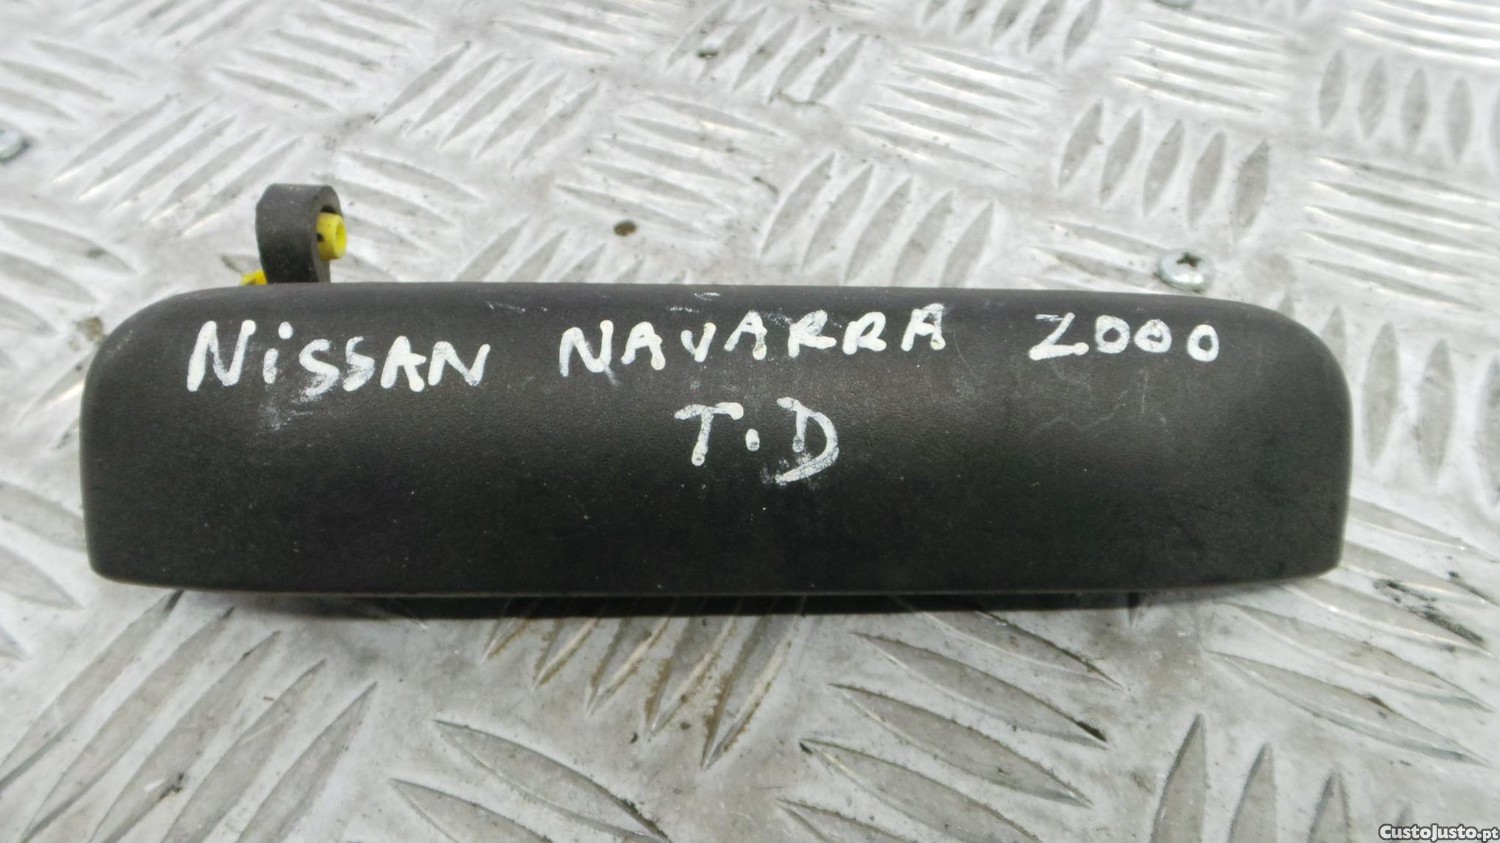 NiSSAN NAVARRA 2000
T.D
CustoJusto.pt